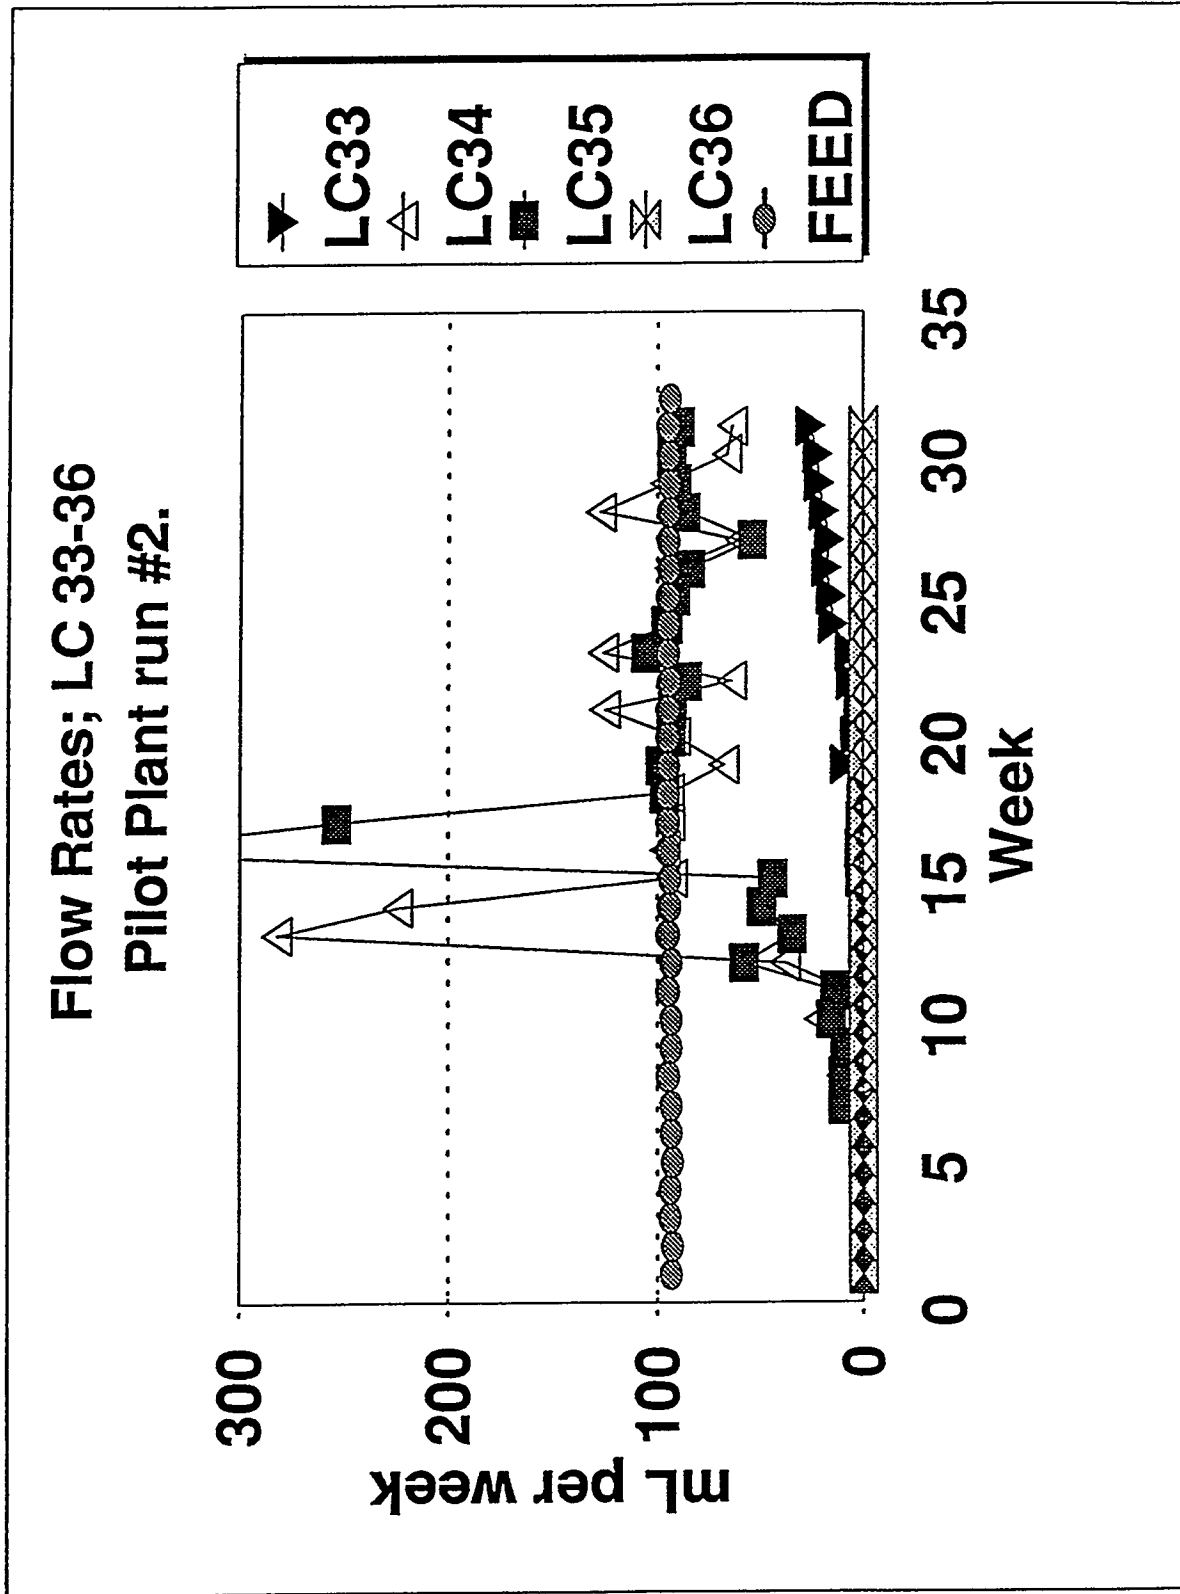 Flow Rates; LC 33-36
Pilot Plant run #2.
mL per week
300
200
100
0
0 5 10 15 20 25 30 35
Week
LC33
LC34
LC35
LC36
FEED